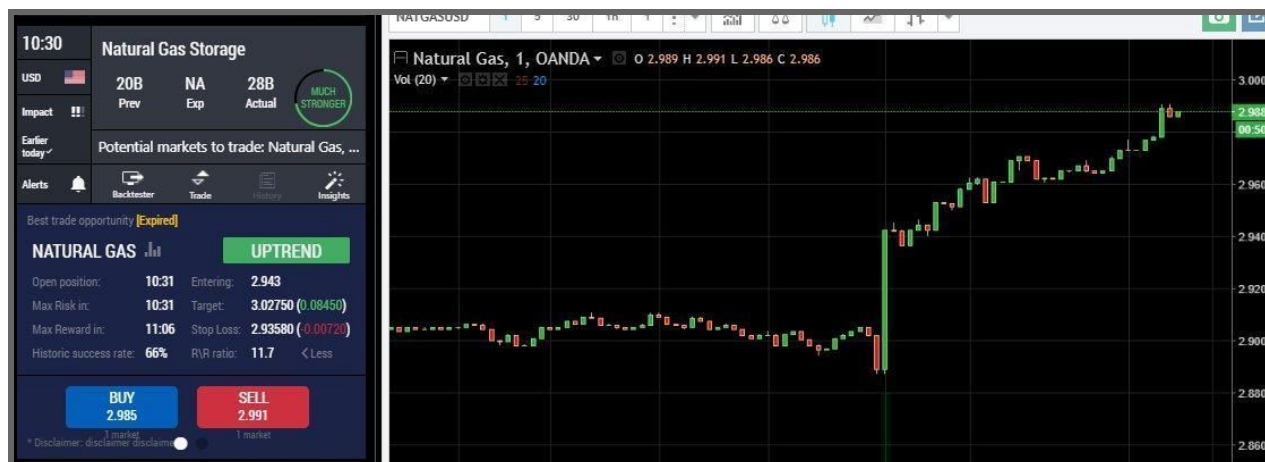 10:30
Natural Gas Storage
USD
20B NA 28B
Prev Exp Actual
MUCH
STRONGER
Impact !!!
Earlier
today
Potential markets to trade: Natural Gas, ...
Alerts
Backtester Trade History Insights
Best trade opportunity [Expired]
NATURAL GAS UPTREND
Open position: 10:31 Entering: 2.943
Max Risk in: 10:31 Target: 3.02750 (0.08450)
Max Reward in: 11:06 Stop Loss: 2.93580 (-0.00720)
Historic success rate: 66% R\R ratio: 11.7 <Less
BUY SELL
2.985 2.991
1 market 1 market
* Disclaimer: disclaimer disclaime
NATGASUSD 1 5 30 1h 1
Natural Gas, 1, OANDA O 2.989 H 2.991 L 2.986 C 2.986
Vol (20) 25 20
3.000
2.988
00:50
2.960
2.940
2.920
2.900
2.880
2.860